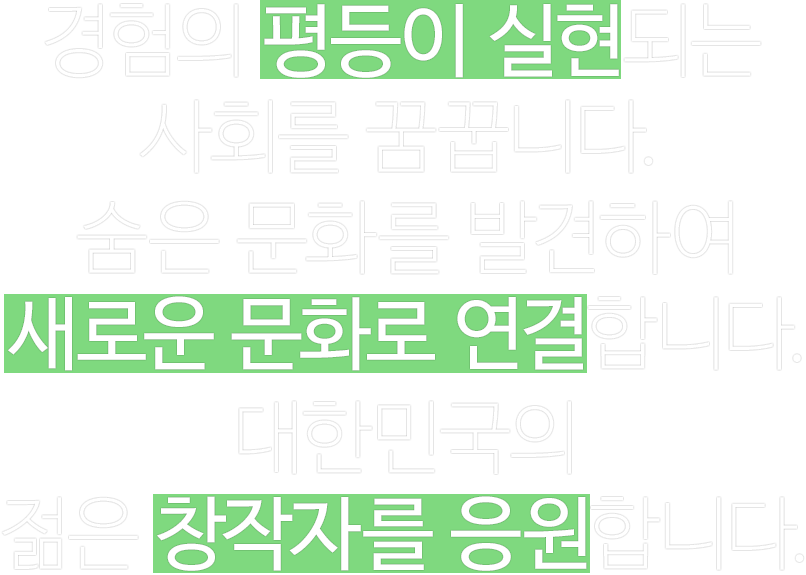 경험의 평등이 실현되는
사회를 꿈꿉니다.
숨은 문화를 발견하여
새로운 문화로 연결합니다.
대한민국의
젊은 창작자를 응원합니다.